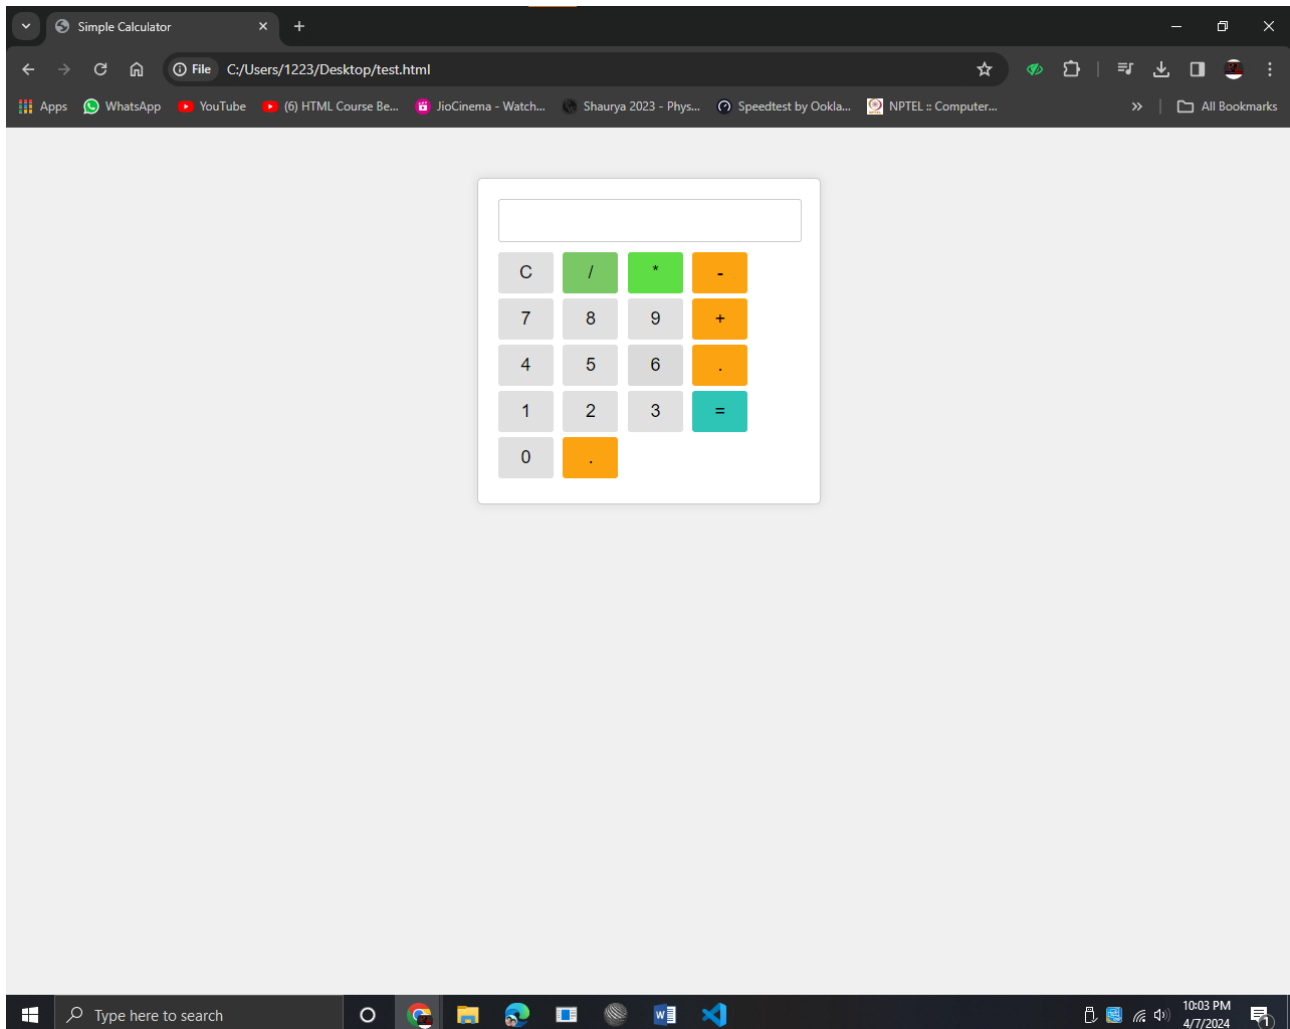 Simple Calculator
File C:/Users/1223/Desktop/test.html
Apps WhatsApp YouTube (6) HTML Course Be... JioCinema - Watch... Shaurya 2023 - Phys... Speedtest by Ookla... NPTEL :: Computer... » All Bookmarks
C / * -
7 8 9 +
4 5 6 .
1 2 3 =
0 .
Type here to search
10:03 PM
4/7/2024
1